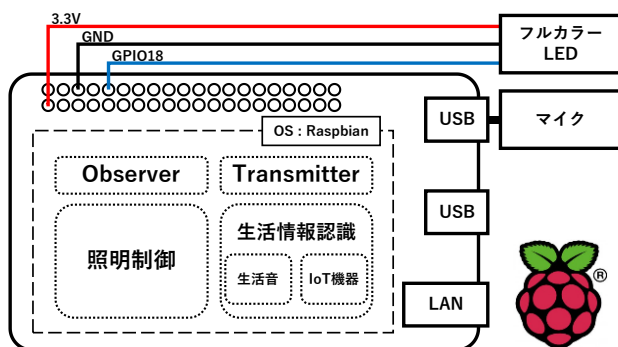 3.3V
GND
GPIO18
フルカラー
LED
USB
マイク
OS : Raspbian
Observer
Transmitter
USB
照明制御
生活情報認識
生活音
IoT機器
LAN
®